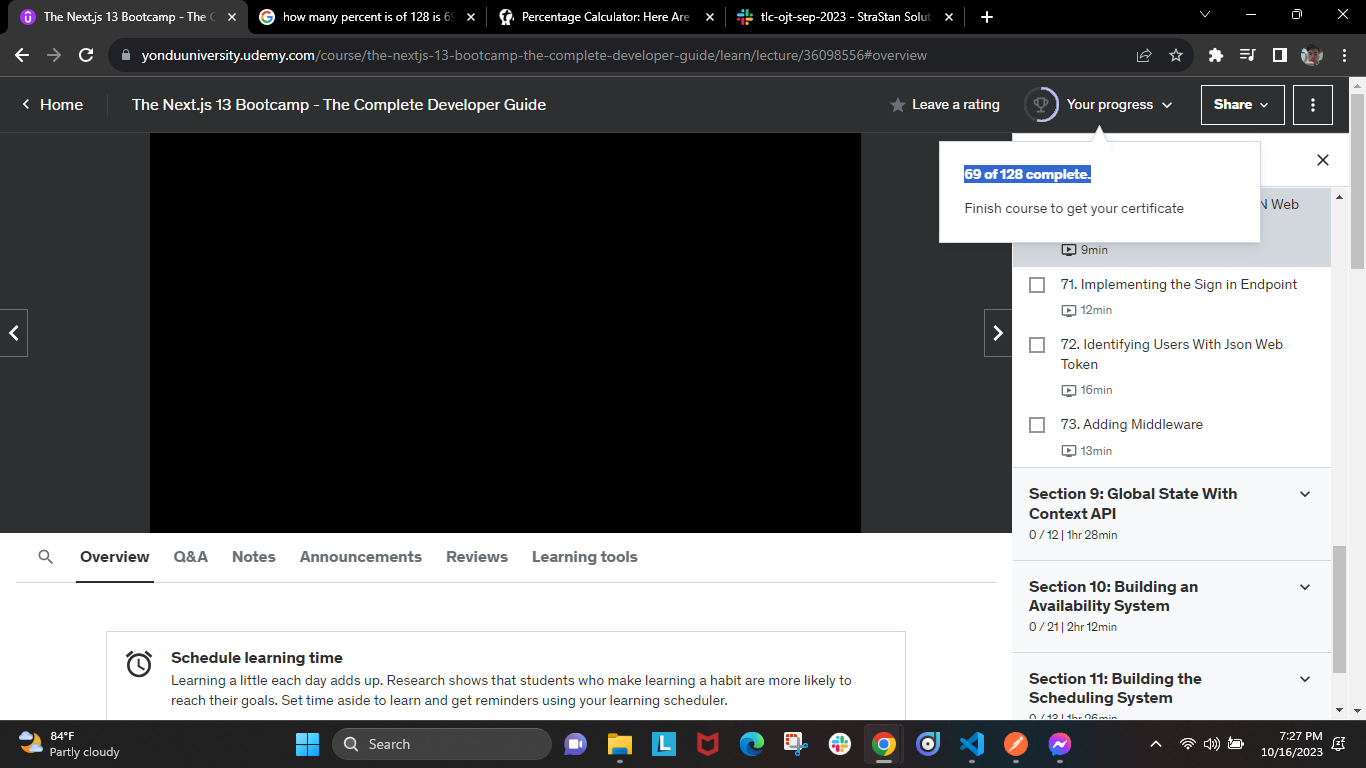 The Next.js 13 Bootcamp - The C
how many percent is of 128 is 69
Percentage Calculator: Here Are
tlc-ojt-sep-2023 - StraStan Solut
yonduuniversity.udemy.com/course/the-nextjs-13-bootcamp-the-complete-developer-guide/learn/lecture/36098556#overview
Home
The Next.js 13 Bootcamp - The Complete Developer Guide
Leave a rating
Your progress
Share
69 of 128 complete.
Finish course to get your certificate
N Web
9min
71. Implementing the Sign in Endpoint
12min
72. Identifying Users With Json Web
Token
16min
73. Adding Middleware
13min
Section 9: Global State With
Context API
0 / 12 | 1hr 28min
Section 10: Building an
Availability System
0 / 21 | 2hr 12min
Section 11: Building the
Scheduling System
0 / 13 | 1hr 26min
Overview
Q&A
Notes
Announcements
Reviews
Learning tools
Schedule learning time
Learning a little each day adds up. Research shows that students who make learning a habit are more likely to
reach their goals. Set time aside to learn and get reminders using your learning scheduler.
84°F
Partly cloudy
Search
L
7:27 PM
10/16/2023